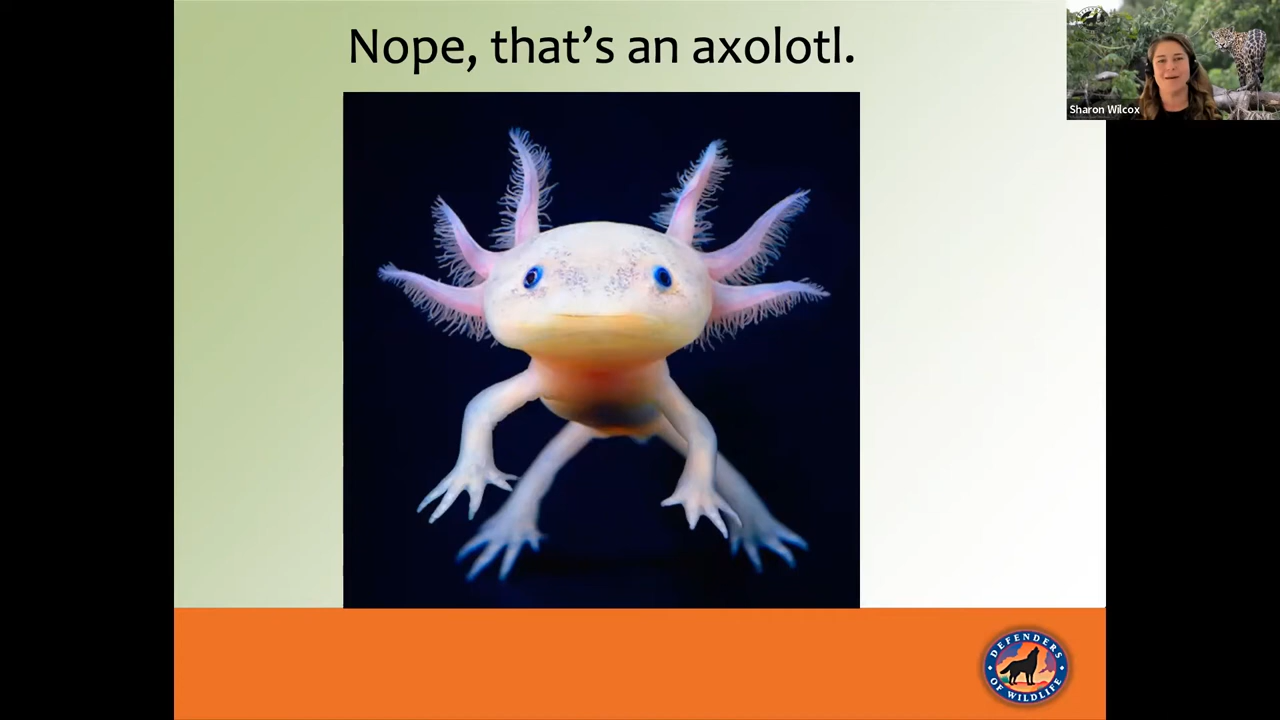 Nope, that’s an axolotl.
Sharon Wilcox
DEFENDERS
OF WILDLIFE